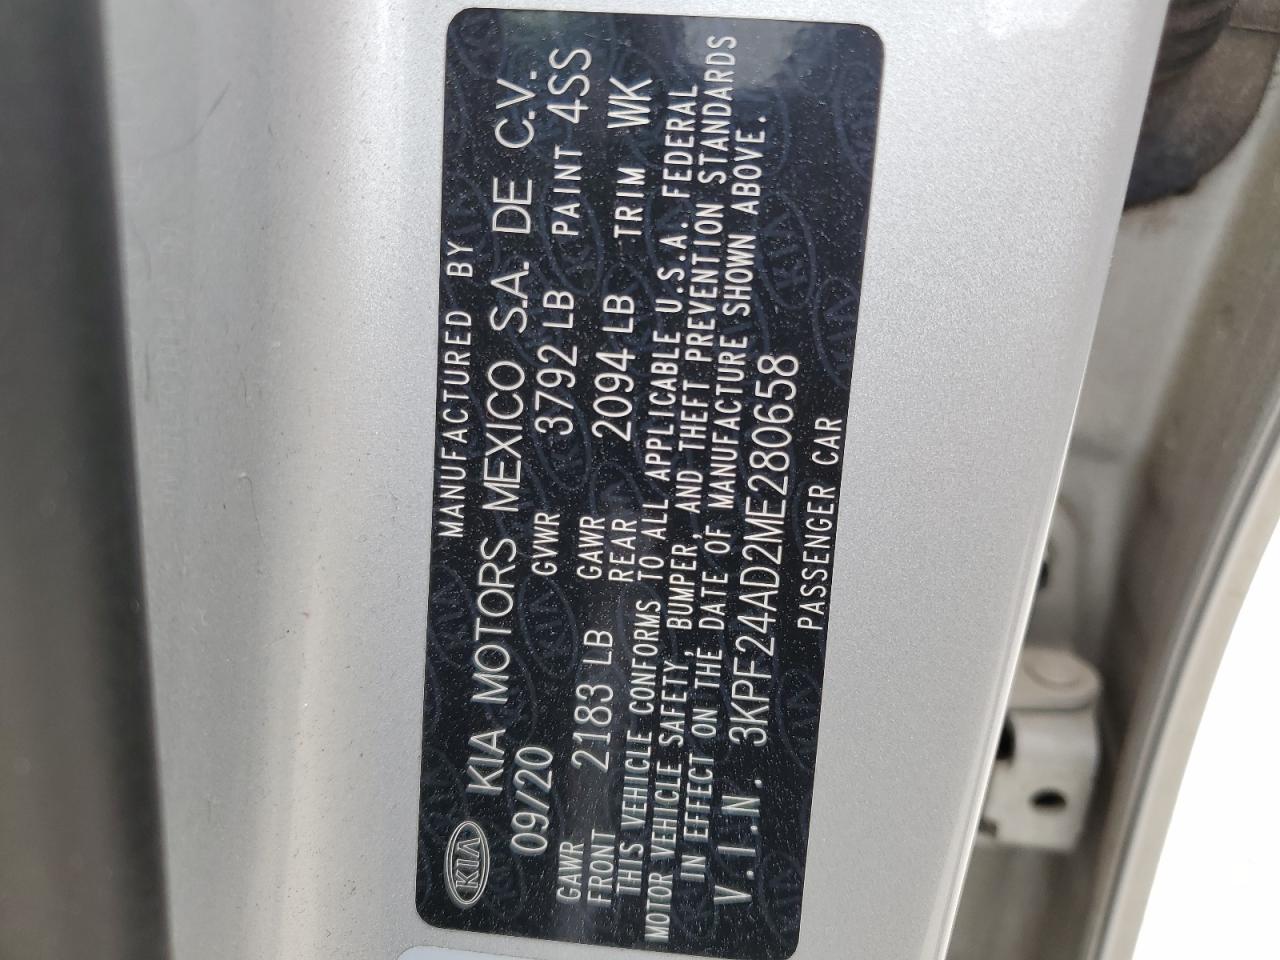 MANUFACTURED BY
KIA KIA MOTORS MEXICO S.A. DE C.V.
09/20 GVWR 3792 LB PAINT 4SS
GAWR FRONT 2183 LB GAWR REAR 2094 LB TRIM WK
THIS VEHICLE CONFORMS TO ALL APPLICABLE U.S.A. FEDERAL
MOTOR VEHICLE SAFETY, BUMPER, AND THEFT PREVENTION STANDARDS
IN EFFECT ON THE DATE OF MANUFACTURE SHOWN ABOVE.
V.I.N. 3KPF24AD2ME280658
PASSENGER CAR